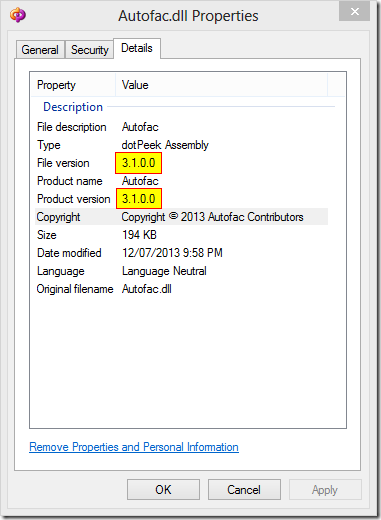 Autofac.dll Properties
General Security Details
Property Value
Description
File description Autofac
Type dotPeek Assembly
File version 3.1.0.0
Product name Autofac
Product version 3.1.0.0
Copyright Copyright © 2013 Autofac Contributors
Size 194 KB
Date modified 12/07/2013 9:58 PM
Language Language Neutral
Original filename Autofac.dll
Remove Properties and Personal Information
OK Cancel Apply